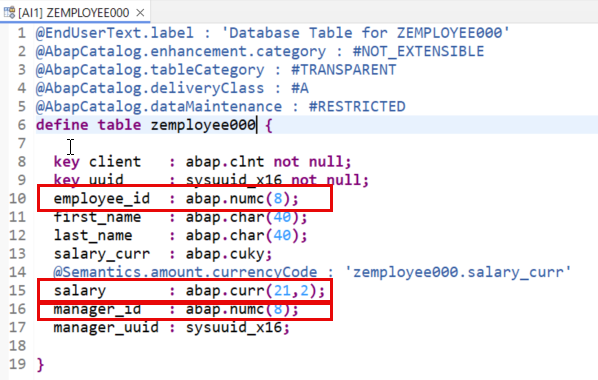 [AI1] ZEMPLOYEE000
1 @EndUserText.label : 'Database Table for ZEMPLOYEE000'
2 @AbapCatalog.enhancement.category : #NOT_EXTENSIBLE
3 @AbapCatalog.tableCategory : #TRANSPARENT
4 @AbapCatalog.deliveryClass : #A
5 @AbapCatalog.dataMaintenance : #RESTRICTED
6 define table zemployee000 {
7
8 key client : abap.clnt not null;
9 key uuid : sysuuid_x16 not null;
10 employee_id : abap.numc(8);
11 first_name : abap.char(40);
12 last_name : abap.char(40);
13 salary_curr : abap.cuky;
14 @Semantics.amount.currencyCode : 'zemployee000.salary_curr'
15 salary : abap.curr(21,2);
16 manager_id : abap.numc(8);
17 manager_uuid : sysuuid_x16;
18
19 }